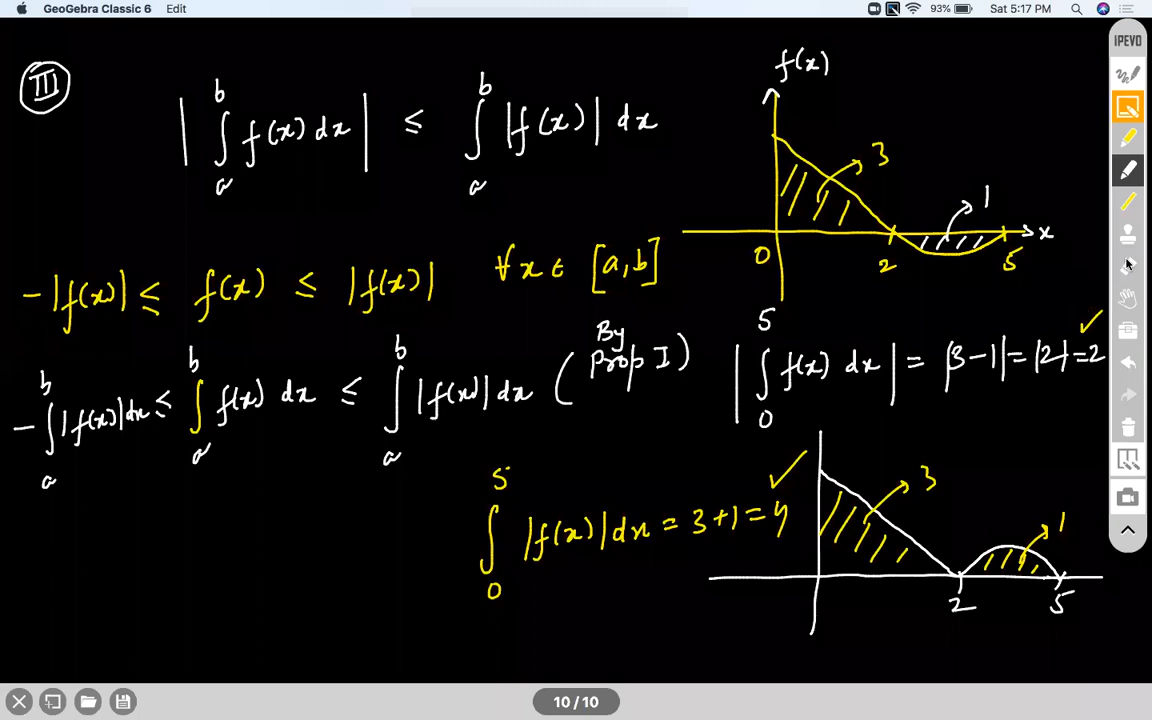 GeoGebra Classic 6 Edit 93% Sat 5:17 PM
IPEVO
III
|∫_a^b f(x) dx| ≤ ∫_a^b |f(x)| dx
f(x)
3
1
0 2 5 x
-|f(x)| ≤ f(x) ≤ |f(x)| ∀ x ∈ [a,b]
-∫_a^b |f(x)| dx ≤ ∫_a^b f(x) dx ≤ ∫_a^b |f(x)| dx (By Prop I)
|∫_0^5 f(x) dx| = |3-1| = |2| = 2 ✓
∫_0^5 |f(x)| dx = 3+1 = 4 ✓
3
1
2 5
10 / 10